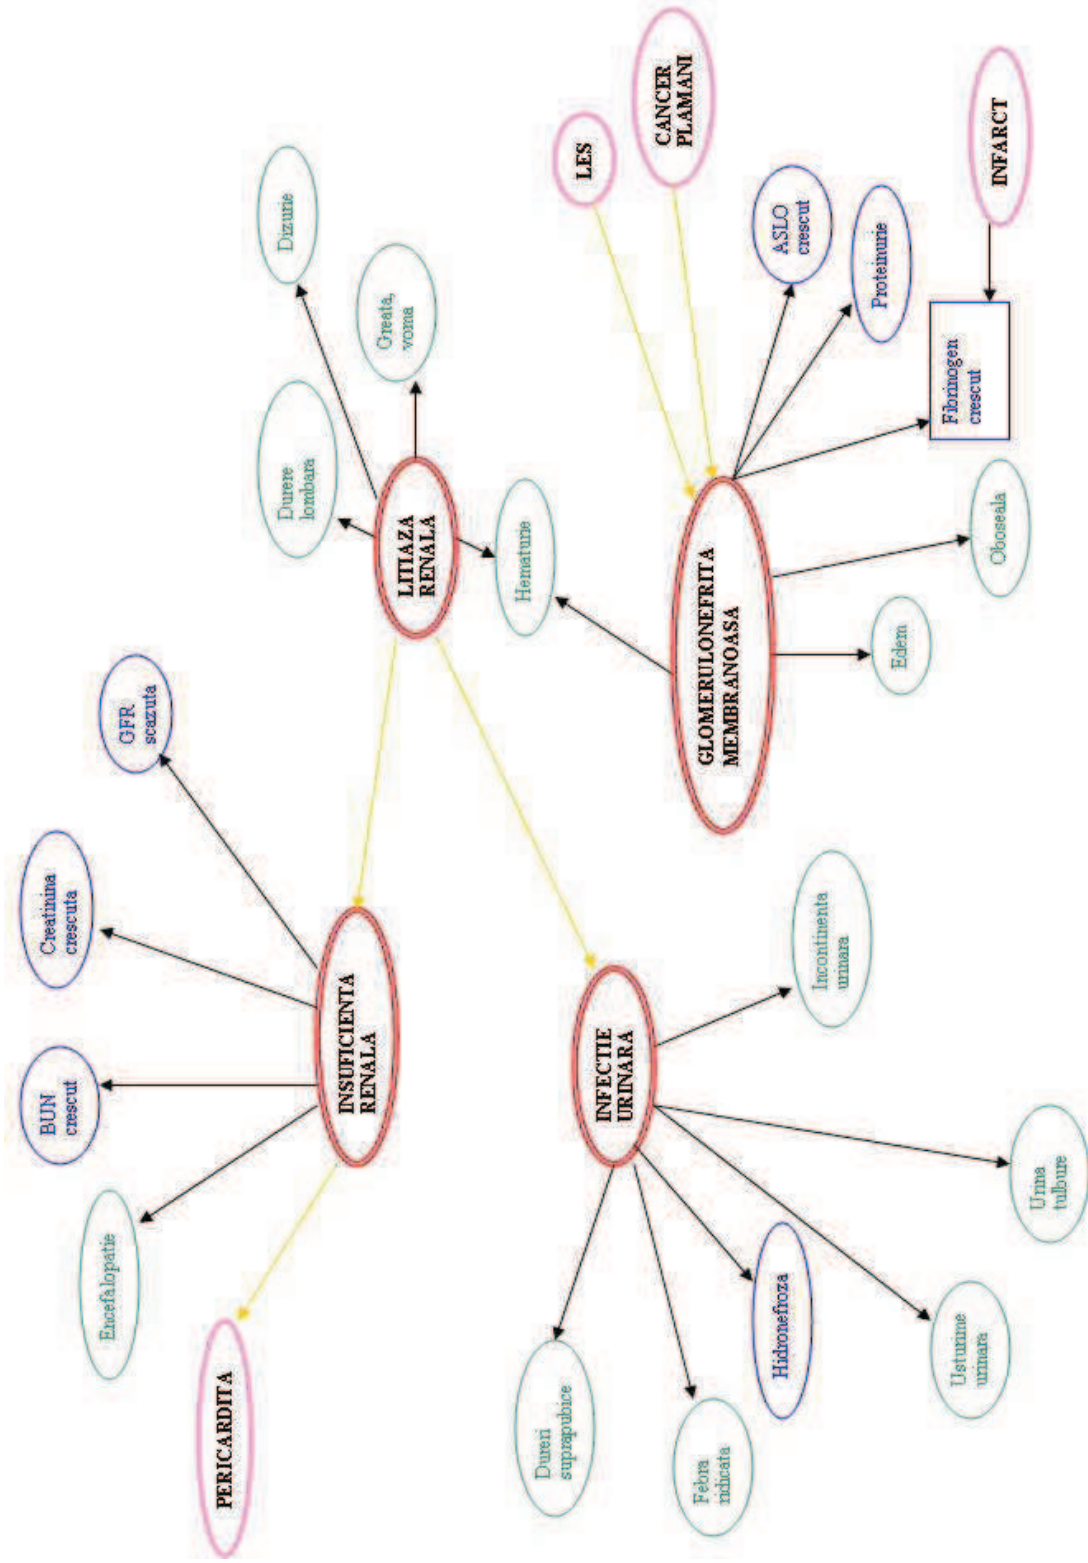 PERICARDITA
Encefalopatie
BUN
crescut
Creatinina
crescuta
GFR
scazuta
INSUFICIENTA
RENALA
Durere
lombara
Dizurie
Greata,
voma
LITIAZA
RENALA
Hematurie
Dureri
suprapubice
Febra
ridicata
Hidronefroza
Usturime
urinara
Urina
tulbure
INFECTIE
URINARA
Incontinenta
urinara
GLOMERULONEFRITA
MEMBRANOASA
Edem
Oboseala
LES
CANCER
PLAMANI
ASLO
crescut
Proteinurie
Fibrinogen
crescut
INFARCT